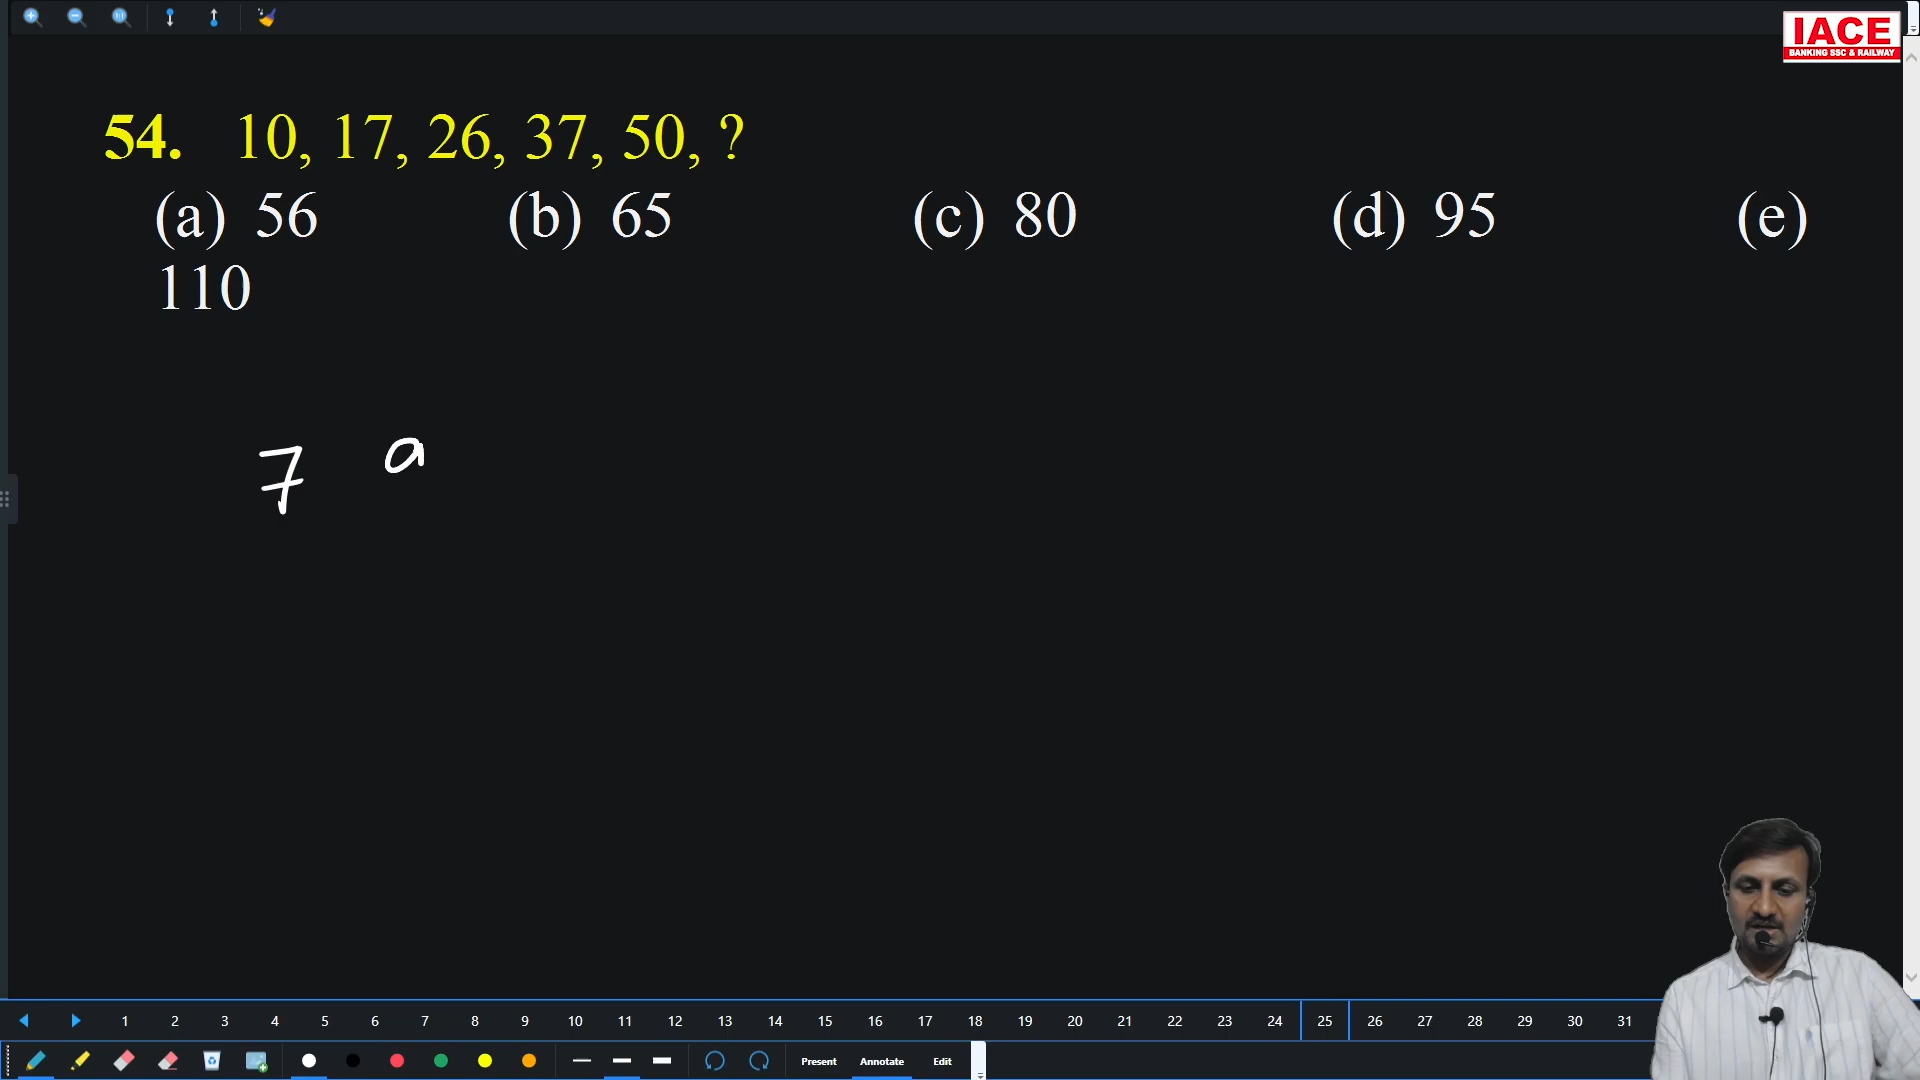 IACE
BANKING SSC & RAILWAY
54. 10, 17, 26, 37, 50, ?
(a) 56 (b) 65 (c) 80 (d) 95 (e)
110
7
1 2 3 4 5 6 7 8 9 10 11 12 13 14 15 16 17 18 19 20 21 22 23 24 25 26 27 28 29 30 31
Present Annotate Edit